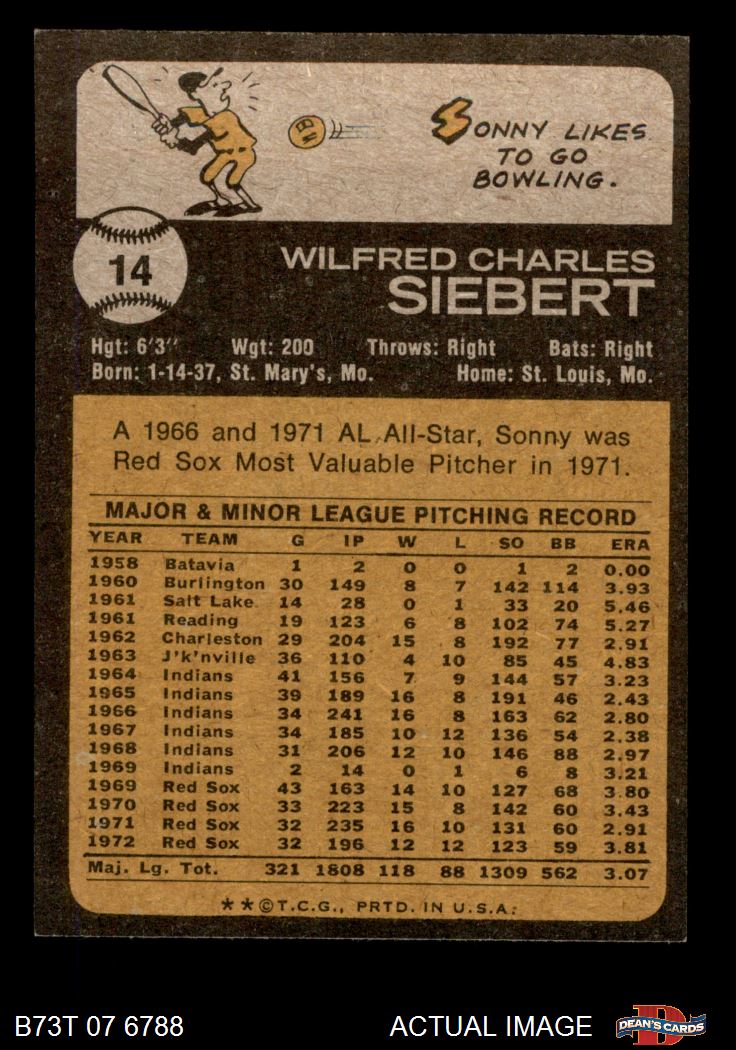 SONNY LIKES
TO GO
BOWLING.
14
WILFRED CHARLES
SIEBERT
Hgt: 6'3" Wgt: 200 Throws: Right Bats: Right
Born: 1-14-37, St. Mary's, Mo. Home: St. Louis, Mo.
A 1966 and 1971 AL All-Star, Sonny was
Red Sox Most Valuable Pitcher in 1971.
MAJOR & MINOR LEAGUE PITCHING RECORD
YEAR TEAM G IP W L SO BB ERA
1958 Batavia 1 2 0 0 1 2 0.00
1960 Burlington 30 149 8 7 142 114 3.93
1961 Salt Lake 14 28 0 1 33 20 5.46
1961 Reading 19 123 6 8 102 74 5.27
1962 Charleston 29 204 15 8 192 77 2.91
1963 J'k'nville 36 110 4 10 85 45 4.83
1964 Indians 41 156 7 9 144 57 3.23
1965 Indians 39 189 16 8 191 46 2.43
1966 Indians 34 241 16 8 163 62 2.80
1967 Indians 34 185 10 12 136 54 2.38
1968 Indians 31 206 12 10 146 88 2.97
1969 Indians 2 14 0 1 6 8 3.21
1969 Red Sox 43 163 14 10 127 68 3.80
1970 Red Sox 33 223 15 8 142 60 3.43
1971 Red Sox 32 235 16 10 131 60 2.91
1972 Red Sox 32 196 12 12 123 59 3.81
Maj. Lg. Tot. 321 1808 118 88 1309 562 3.07
**©T.C.G., PRTD. IN U.S.A.
B73T 07 6788 ACTUAL IMAGE DEAN'S CARDS